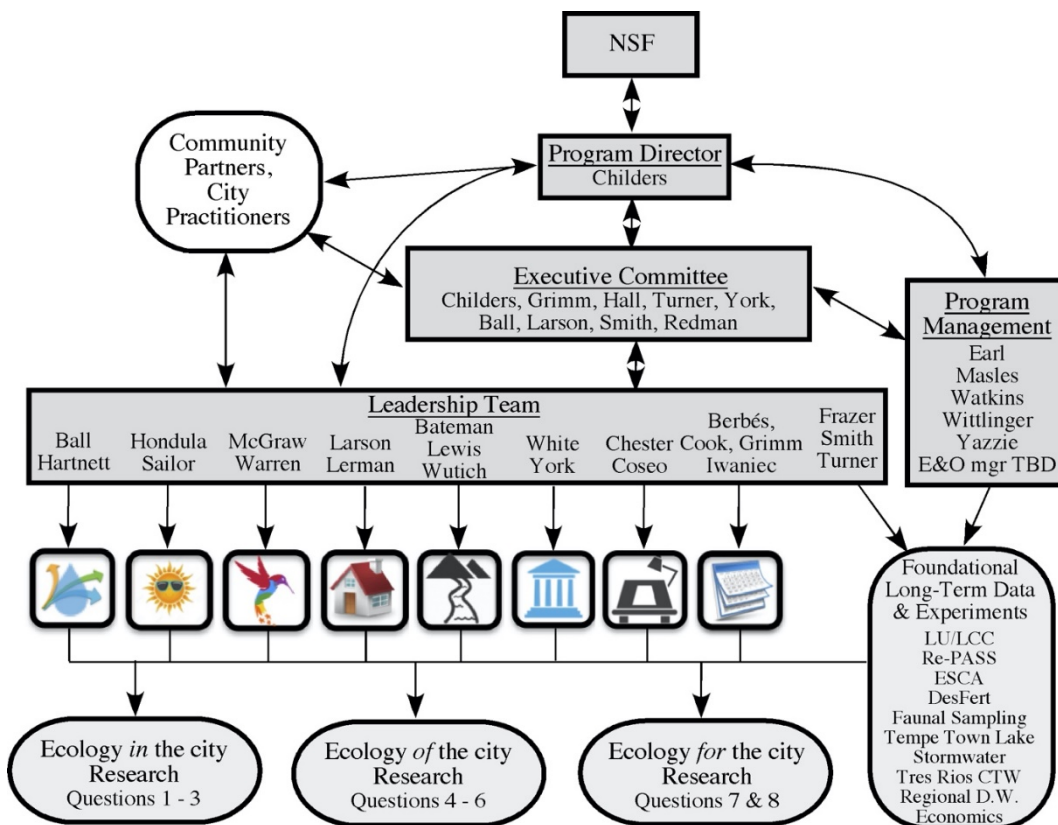 NSF
Community
Partners,
City
Practitioners
Program Director
Childers
Executive Committee
Childers, Grimm, Hall, Turner, York,
Ball, Larson, Smith, Redman
Program
Management
Earl
Masles
Watkins
Wittlinger
Yazzie
E&O mgr TBD
Leadership Team
Ball
Hartnett
Hondula
Sailor
McGraw
Warren
Larson
Lerman
Bateman
Lewis
Wutich
White
York
Chester
Coseo
Berbés,
Cook, Grimm
Iwaniec
Frazer
Smith
Turner
Foundational
Long-Term Data
& Experiments
LU/LCC
Re-PASS
ESCA
DesFert
Faunal Sampling
Tempe Town Lake
Stormwater
Tres Rios CTW
Regional D.W.
Economics
Ecology in the city
Research
Questions 1 - 3
Ecology of the city
Research
Questions 4 - 6
Ecology for the city
Research
Questions 7 & 8